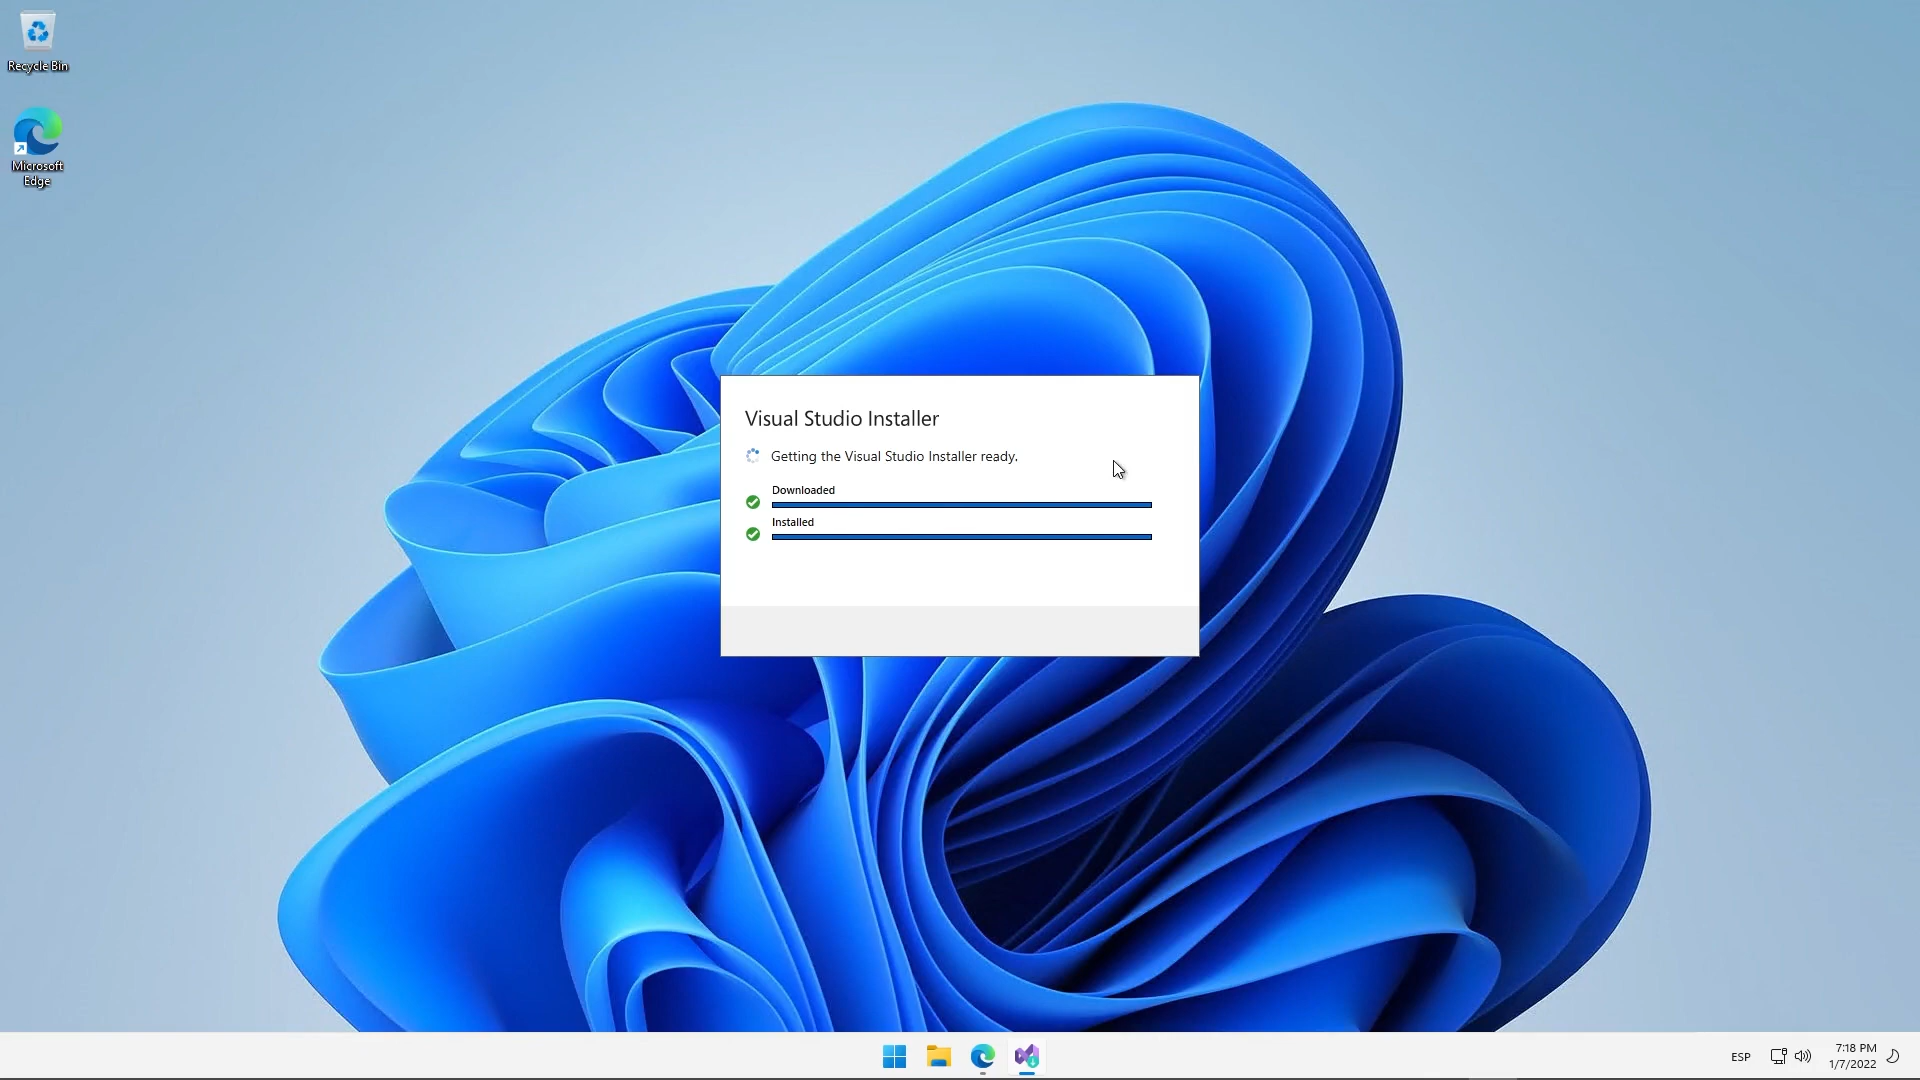 Recycle Bin
Microsoft
Edge
Visual Studio Installer
Getting the Visual Studio Installer ready.
Downloaded
Installed
ESP
7:18 PM
1/7/2022